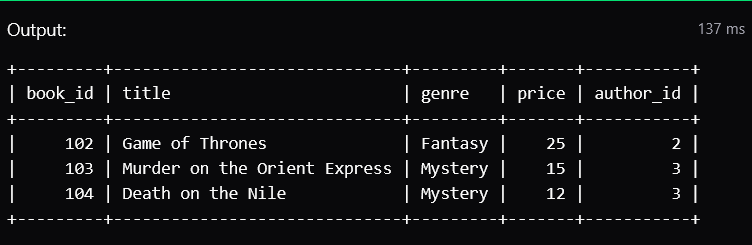 Output: 137 ms
+---------+------------------------------+---------+-------+-----------+
| book_id | title                        | genre   | price | author_id |
+---------+------------------------------+---------+-------+-----------+
|     102 | Game of Thrones              | Fantasy |    25 |         2 |
|     103 | Murder on the Orient Express | Mystery |    15 |         3 |
|     104 | Death on the Nile            | Mystery |    12 |         3 |
+---------+------------------------------+---------+-------+-----------+